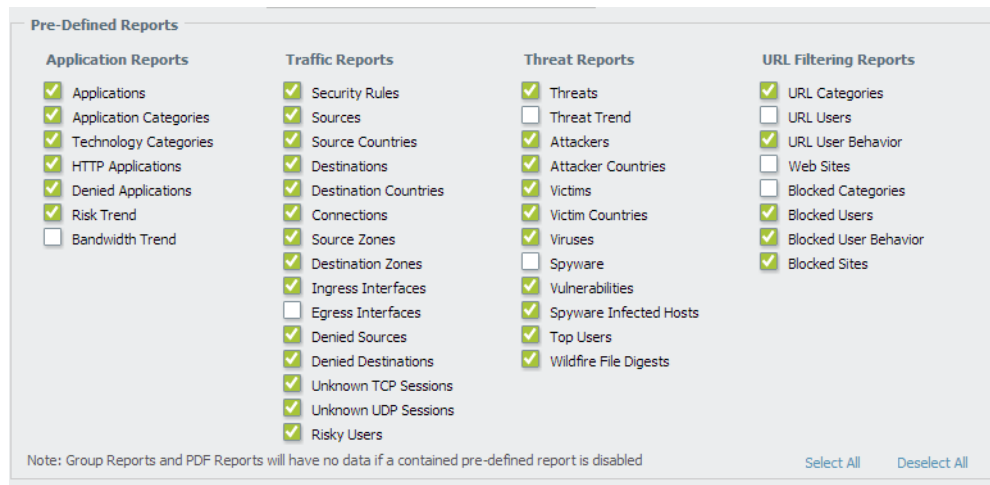 Pre-Defined Reports
Application Reports
Applications
Application Categories
Technology Categories
HTTP Applications
Denied Applications
Risk Trend
Bandwidth Trend
Traffic Reports
Security Rules
Sources
Source Countries
Destinations
Destination Countries
Connections
Source Zones
Destination Zones
Ingress Interfaces
Egress Interfaces
Denied Sources
Denied Destinations
Unknown TCP Sessions
Unknown UDP Sessions
Risky Users
Threat Reports
Threats
Threat Trend
Attackers
Attacker Countries
Victims
Victim Countries
Viruses
Spyware
Vulnerabilities
Spyware Infected Hosts
Top Users
Wildfire File Digests
URL Filtering Reports
URL Categories
URL Users
URL User Behavior
Web Sites
Blocked Categories
Blocked Users
Blocked User Behavior
Blocked Sites
Note: Group Reports and PDF Reports will have no data if a contained pre-defined report is disabled
Select All
Deselect All